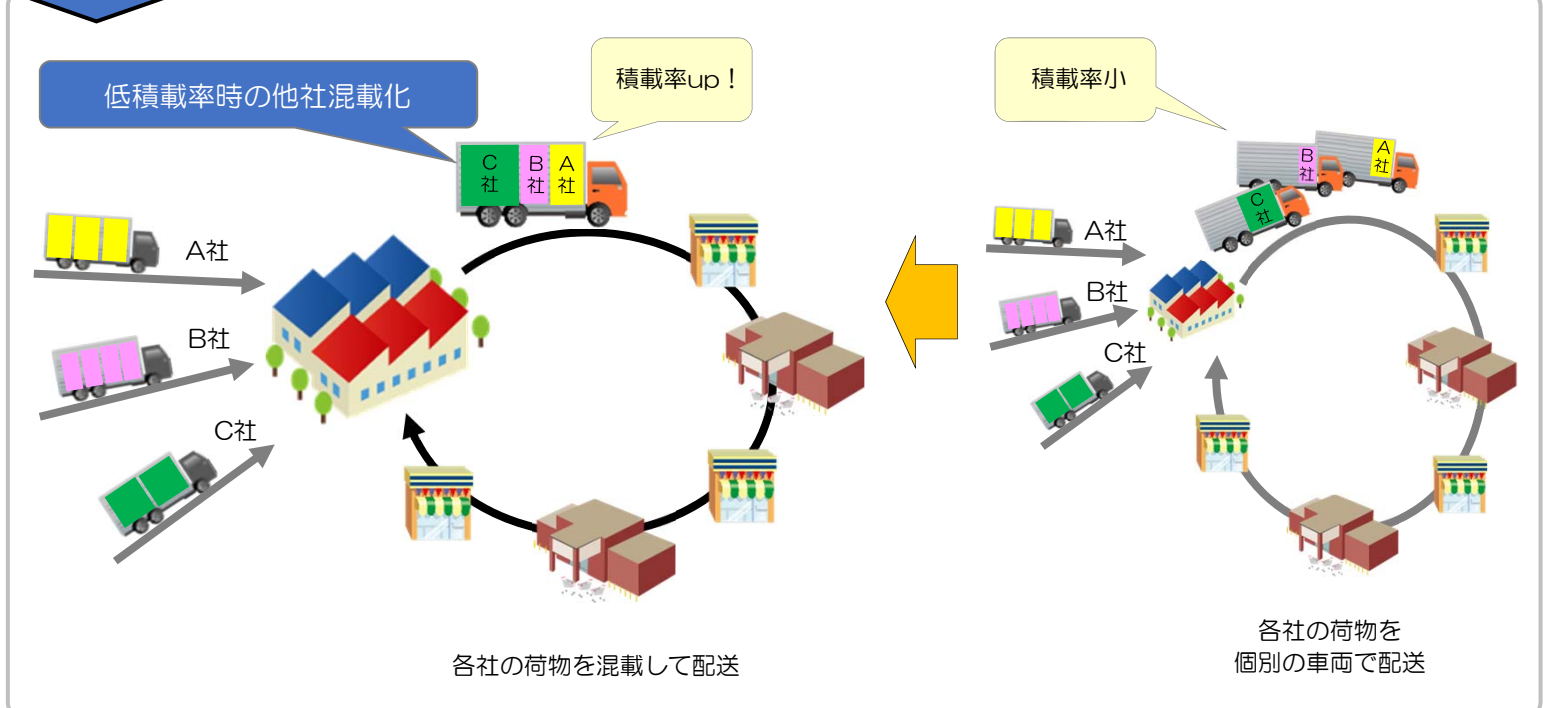 低積載率時の他社混載化
積載率up！
C
社
B
社
A
社
A社
B社
C社
各社の荷物を混載して配送
積載率小
B
社
A
社
C
社
A社
B社
C社
各社の荷物を
個別の車両で配送